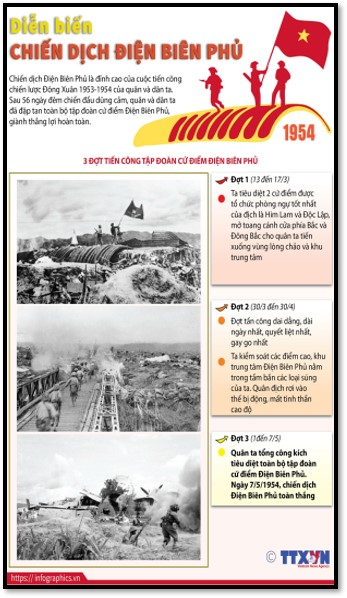 Diễn biến
CHIẾN DỊCH ĐIỆN BIÊN PHỦ
Chiến dịch Điện Biên Phủ là đỉnh cao của cuộc tiến công
chiến lược Đông Xuân 1953-1954 của quân và dân ta.
Sau 56 ngày đêm chiến đấu dũng cảm, quân và dân ta
đã đập tan toàn bộ tập đoàn cứ điểm Điện Biên Phủ,
giành thắng lợi hoàn toàn.
1954
3 ĐỢT TIẾN CÔNG TẬP ĐOÀN CỨ ĐIỂM ĐIỆN BIÊN PHỦ
Đợt 1 (13 đến 17/3)
Ta tiêu diệt 2 cứ điểm được
tổ chức phòng ngự tốt nhất
của địch là Him Lam và Độc Lập,
mở toang cánh cửa phía Bắc và
Đông Bắc cho quân ta tiến
xuống vùng lòng chảo và khu
trung tâm
Đợt 2 (30/3 đến 30/4)
Đợt tấn công dai dẳng, dài
ngày nhất, quyết liệt nhất,
gay go nhất
Ta kiểm soát các điểm cao, khu
trung tâm Điện Biên Phủ nằm
trong tầm bắn các loại súng
của ta. Quân địch rơi vào
thế bị động, mất tinh thần
cao độ
Đợt 3 (1đến 7/5)
Quân ta tổng công kích
tiêu diệt toàn bộ tập đoàn
cứ điểm Điện Biên Phủ.
Ngày 7/5/1954, chiến dịch
Điện Biên Phủ toàn thắng
© TTXVN
Vietnam News Agency
https:// infographics.vn